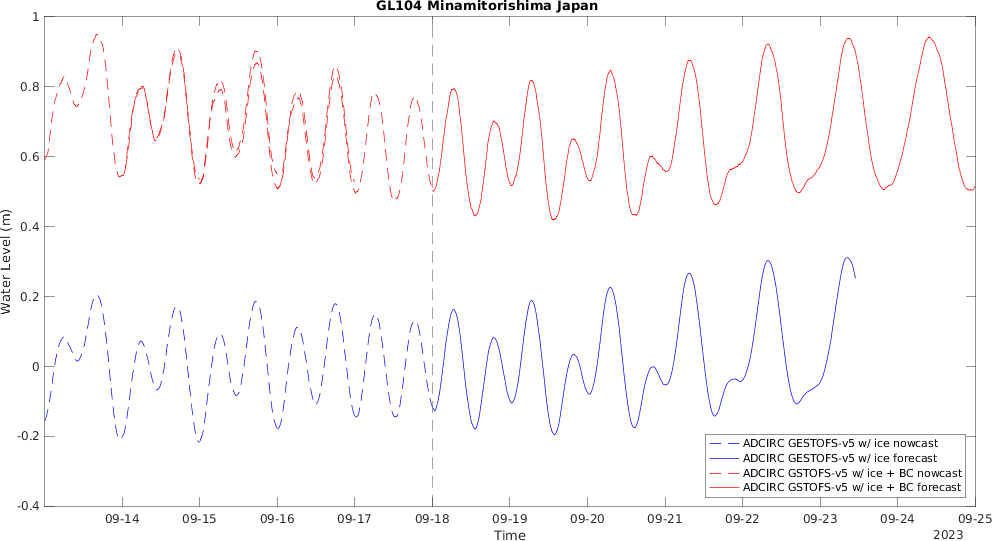 GL104 Minamitorishima Japan
1
0.8
0.6
0.4
0.2
0
-0.2
-0.4
Water Level (m)
ADCIRC GESTOFS-v5 w/ ice nowcast
ADCIRC GESTOFS-v5 w/ ice forecast
ADCIRC GSTOFS-v5 w/ ice + BC nowcast
ADCIRC GSTOFS-v5 w/ ice + BC forecast
09-14 09-15 09-16 09-17 09-18 09-19 09-20 09-21 09-22 09-23 09-24 09-25
Time
2023